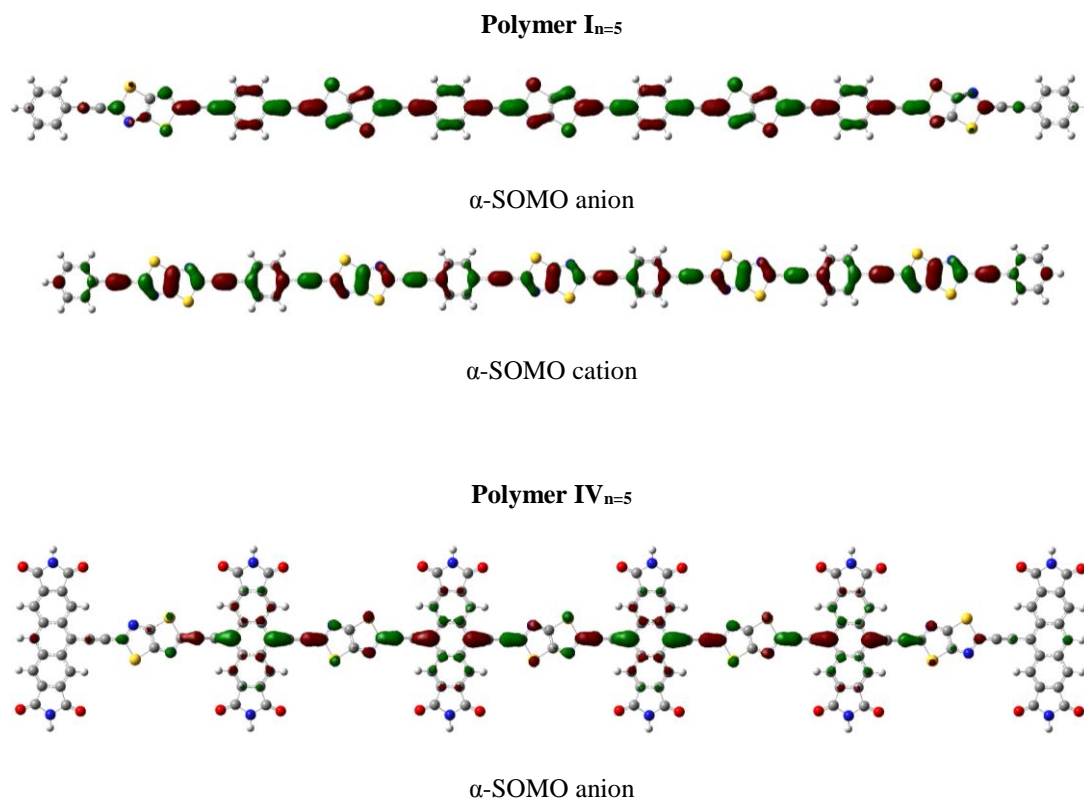 Polymer Iₙ₌₅
α-SOMO anion
α-SOMO cation
Polymer IVₙ₌₅
α-SOMO anion